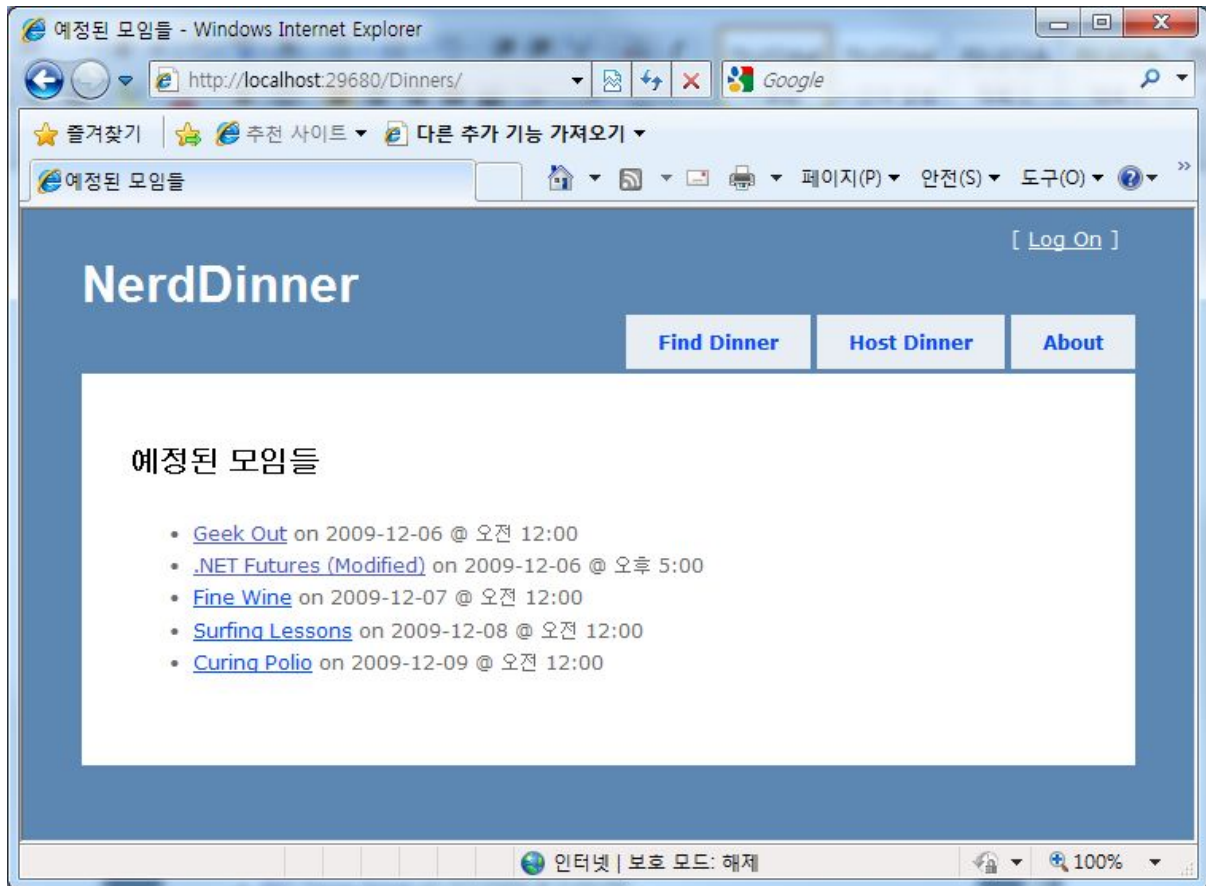 예정된 모임들 - Windows Internet Explorer
http://localhost:29680/Dinners/
Google
즐겨찾기
추천 사이트
다른 추가 기능 가져오기
예정된 모임들
페이지(P)
안전(S)
도구(O)
[ Log On ]
NerdDinner
Find Dinner
Host Dinner
About
예정된 모임들
• Geek Out on 2009-12-06 @ 오전 12:00
• .NET Futures (Modified) on 2009-12-06 @ 오후 5:00
• Fine Wine on 2009-12-07 @ 오전 12:00
• Surfing Lessons on 2009-12-08 @ 오전 12:00
• Curing Polio on 2009-12-09 @ 오전 12:00
인터넷 | 보호 모드: 해제
100%